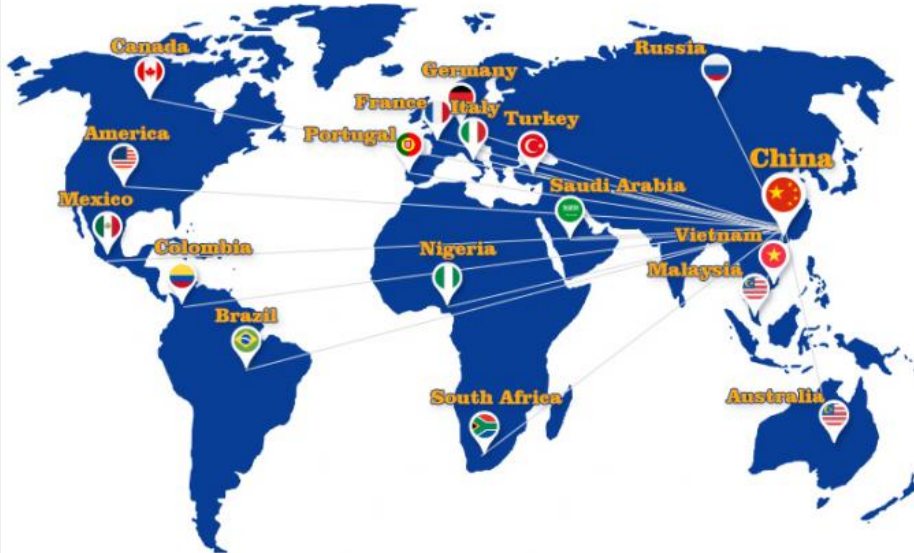 Canada
Russia
Germany
France
Italy
Portugal
Turkey
America
China
Mexico
Saudi Arabia
Colombia
Nigeria
Vietnam
Malaysia
Brazil
South Africa
Australia